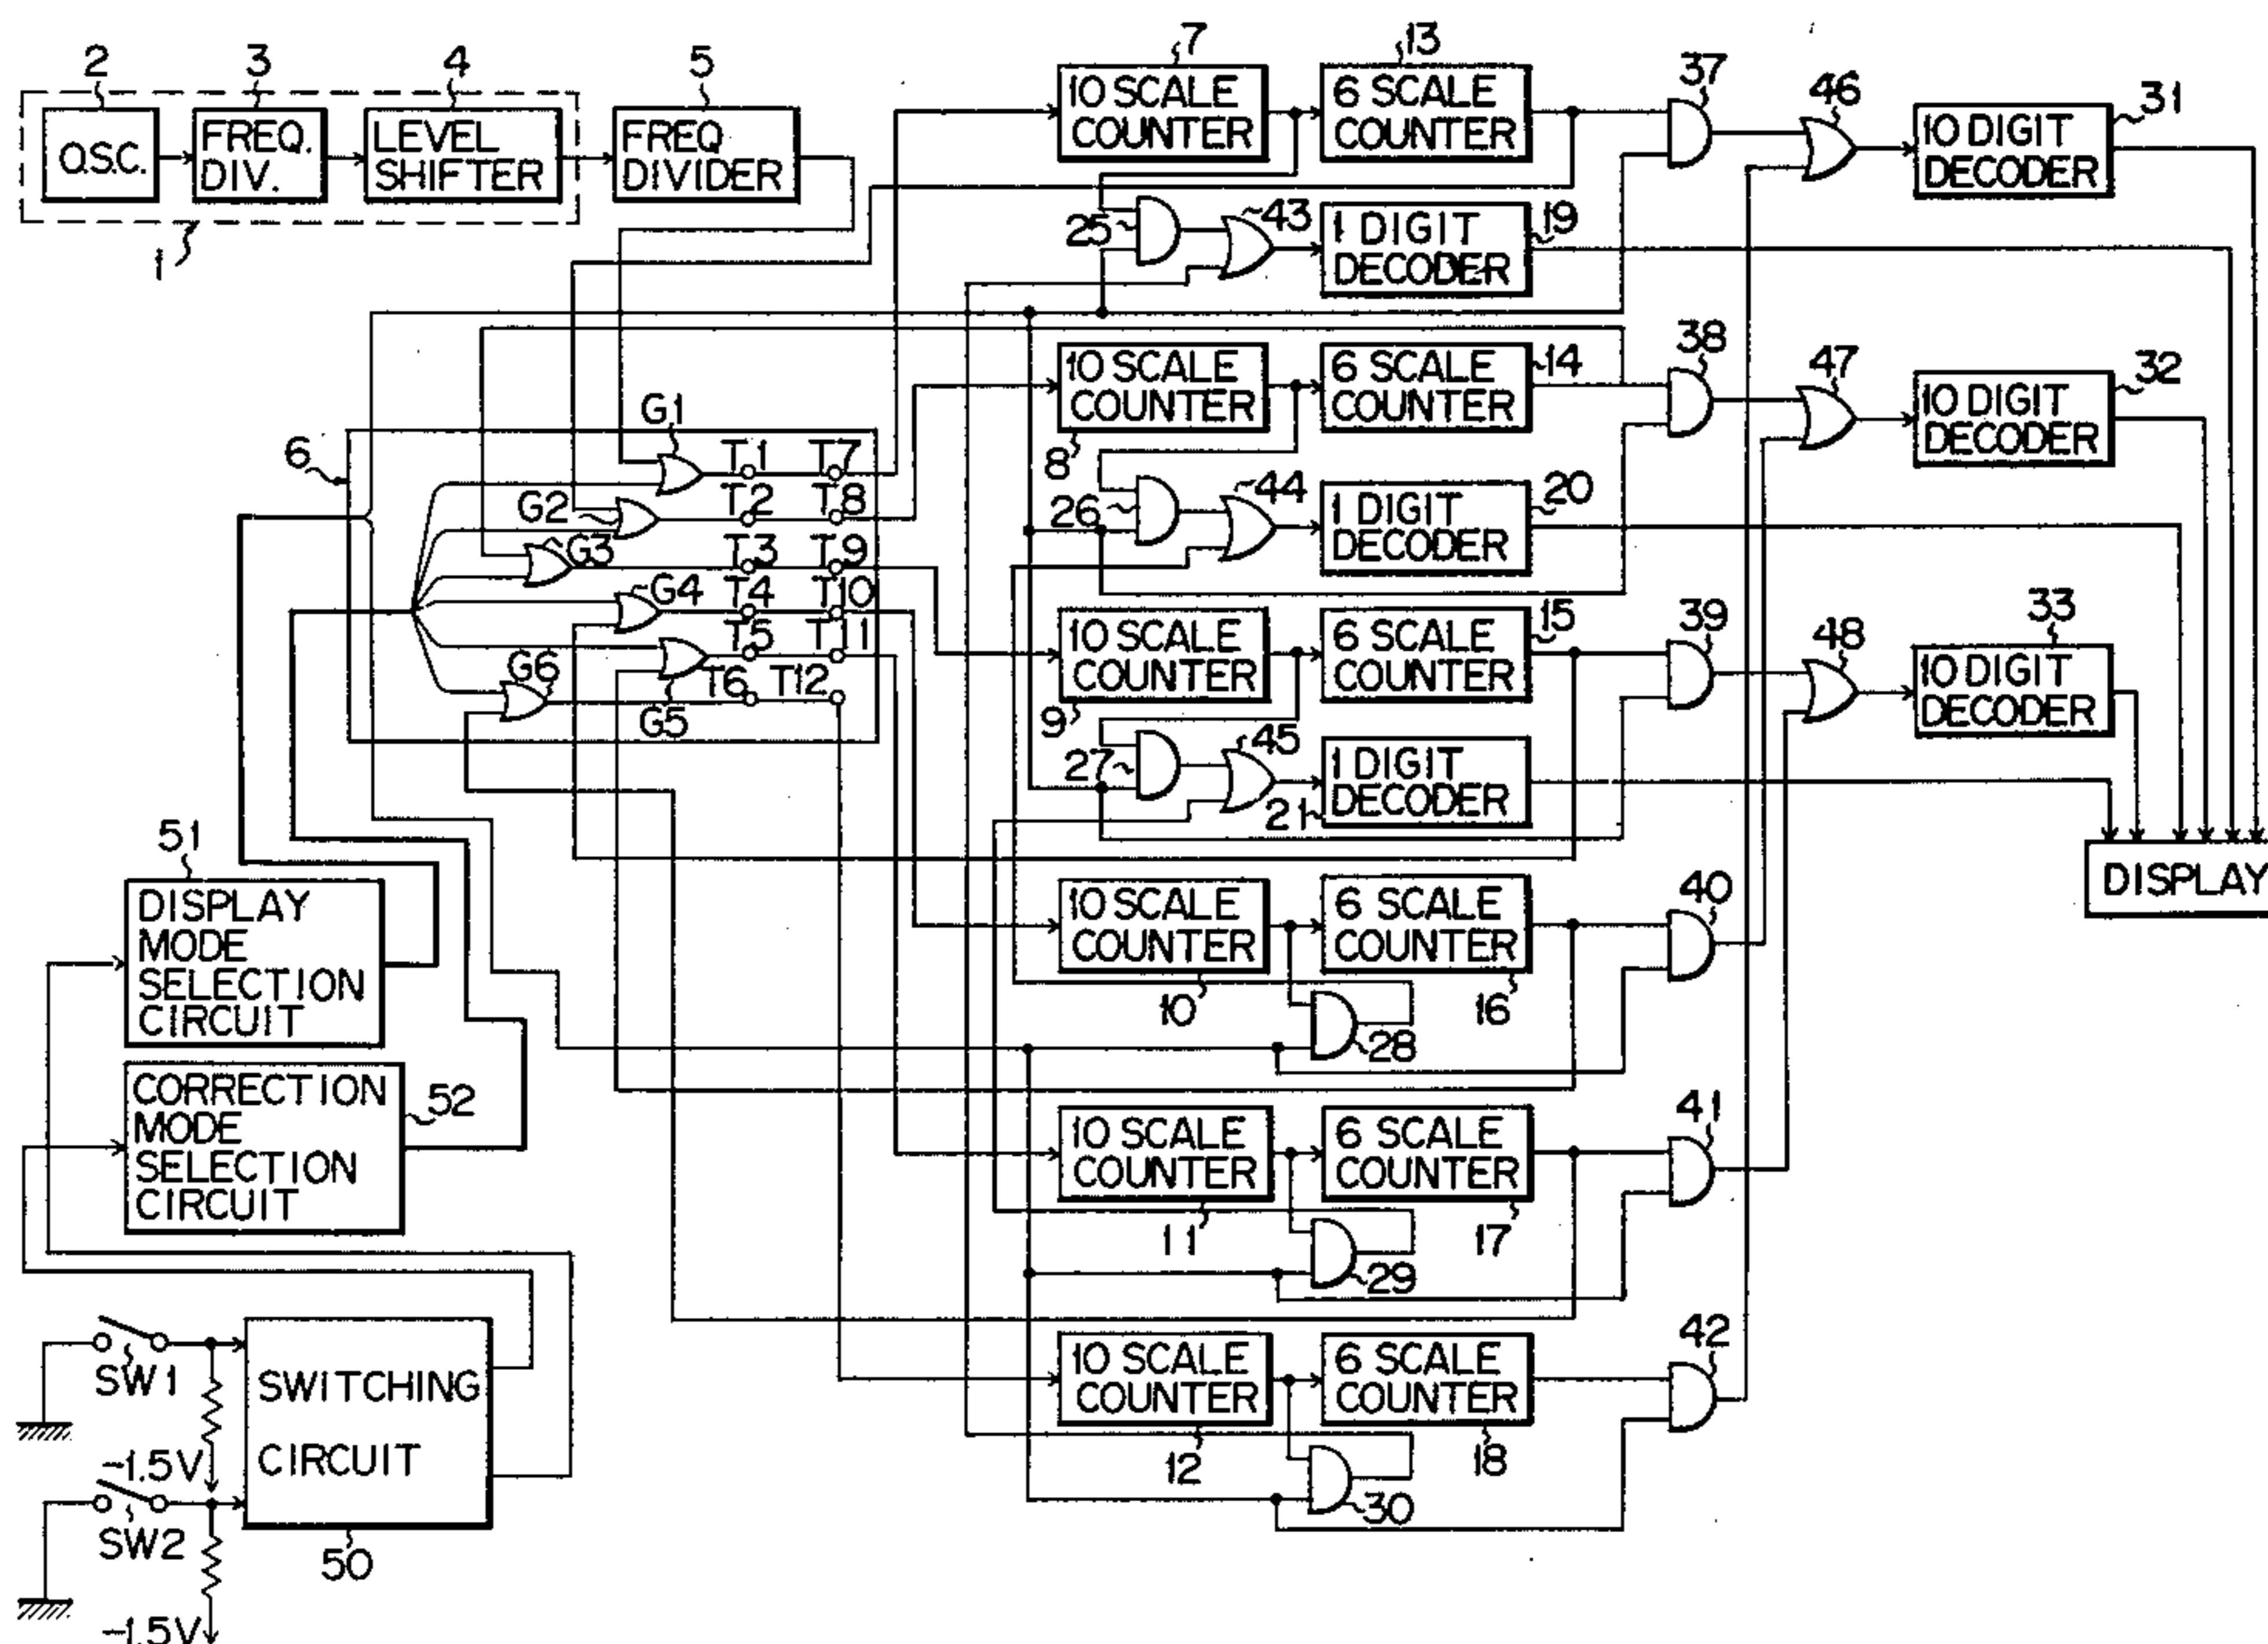 2
3
4
5
7
13
37
46
31
O.S.C.
FREQ.
DIV.
LEVEL
SHIFTER
FREQ
DIVIDER
10 SCALE
COUNTER
6 SCALE
COUNTER
10 DIGIT
DECODER
1
25
43
1 DIGIT
DECODER
19
10 SCALE
COUNTER
8
6 SCALE
COUNTER
14
38
47
10 DIGIT
DECODER
32
6
G1
T1
T7
G2
T2
T8
G3
T3
T9
G4
T4
T10
T5
T11
G6
T6
T12
G5
26
44
1 DIGIT
DECODER
20
10 SCALE
COUNTER
9
6 SCALE
COUNTER
15
39
48
33
10 DIGIT
DECODER
27
45
21
1 DIGIT
DECODER
DISPLAY
51
DISPLAY
MODE
SELECTION
CIRCUIT
10 SCALE
COUNTER
10
6 SCALE
COUNTER
16
40
28
CORRECTION
MODE
SELECTION
CIRCUIT
52
10 SCALE
COUNTER
11
6 SCALE
COUNTER
17
41
29
SW1
-1.5V
SW2
-1.5V
SWITCHING
CIRCUIT
50
10 SCALE
COUNTER
12
6 SCALE
COUNTER
18
42
30